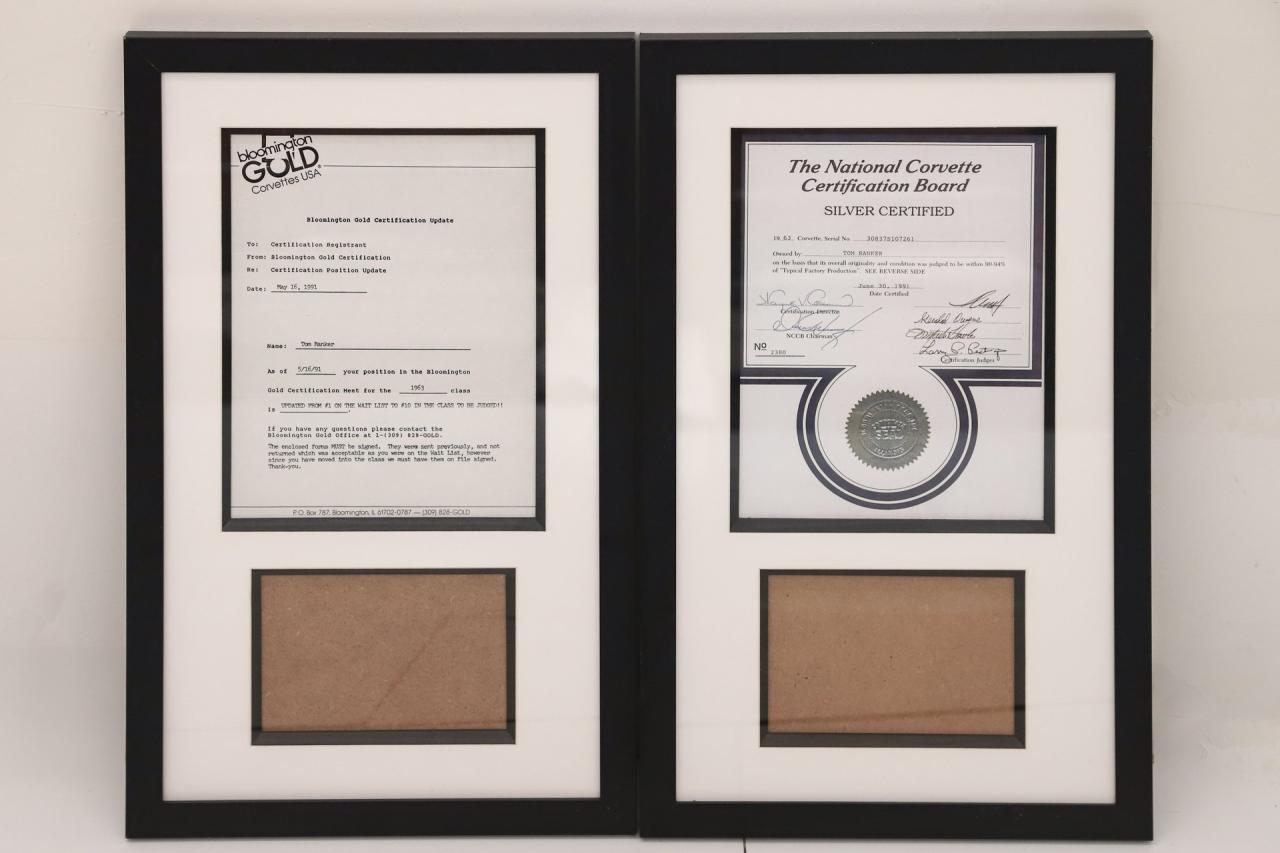 bloomington
GOLD
Corvettes USA
Bloomington Gold Certification Update
To: Certification Registrant
From: Bloomington Gold Certification
Re: Certification Position Update
Date: May 16, 1991
Name: Tom Ranker
As of 5/16/91 your position in the Bloomington
Gold Certification Meet for the 1963 class
is UPDATED FROM #1 ON THE WAIT LIST TO #10 IN THE CLASS TO BE JUDGED!!
If you have any questions please contact the
Bloomington Gold Office at 1-(309) 828-GOLD.
The enclosed forms MUST be signed. They were sent previously, and not
returned which was acceptable as you were on the Wait List, however
since you have moved into the class we must have them on file signed.
Thank-you.
P.O. Box 787, Bloomington, IL 61702-0787 — (309) 828-GOLD
The National Corvette
Certification Board
SILVER CERTIFIED
19 63 Corvette, Serial No. 30837S107261
Owned by TOM RANKER
on the basis that its overall originality and condition was judged to be within 90-94%
of "Typical Factory Production". SEE REVERSE SIDE
June 30, 1991
Date Certified
Certification Director
NCCB Chairman
No 2380
Certification Judges
SEAL